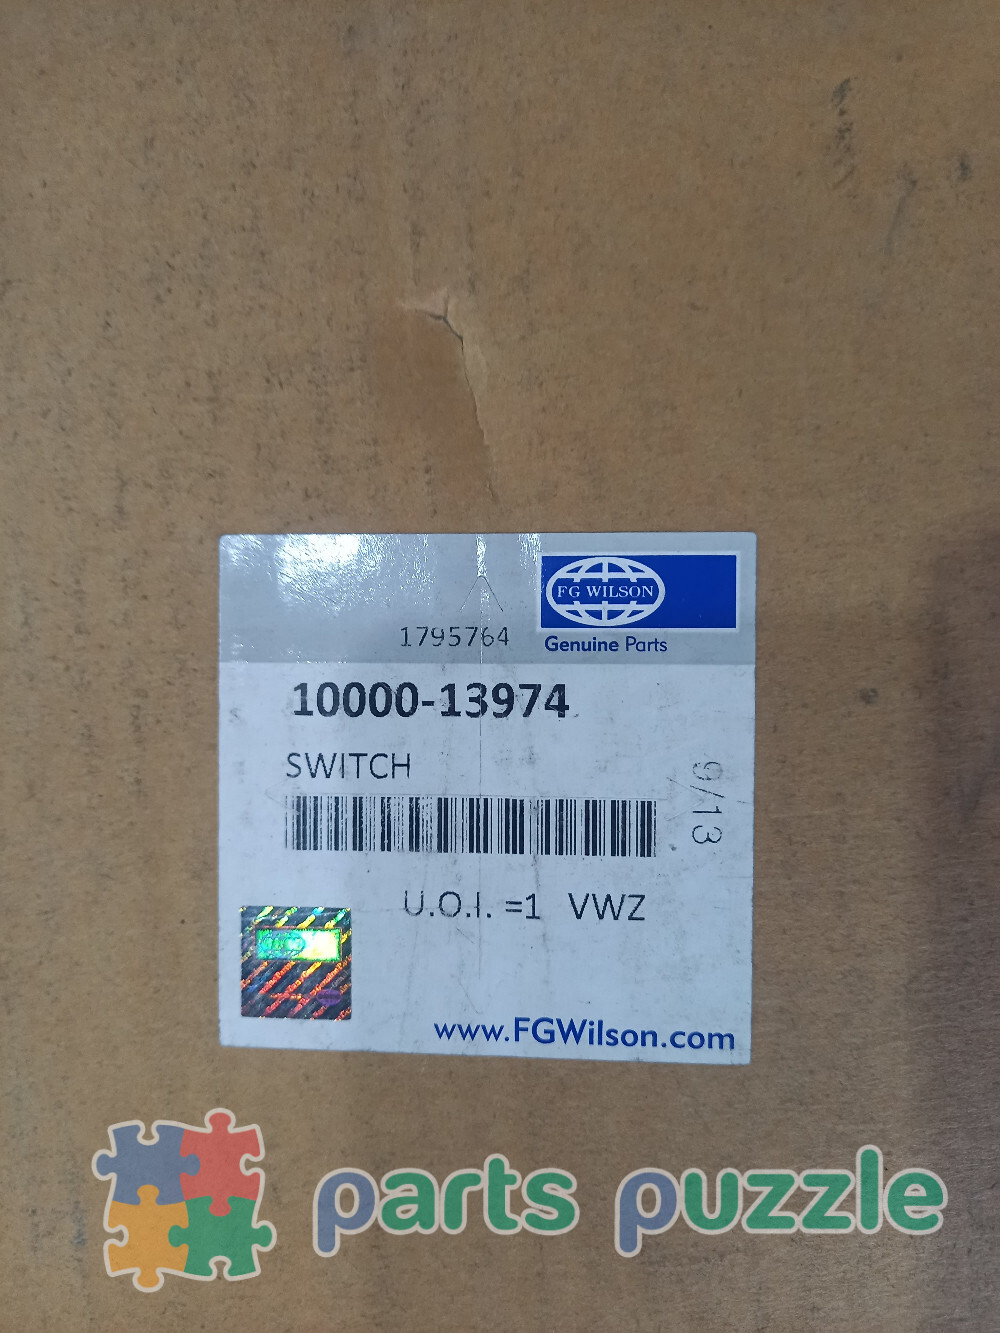 FG WILSON
1795764
Genuine Parts
10000-13974
SWITCH
9/13
U.O.I. =1 VWZ
www.FGWilson.com
parts puzzle